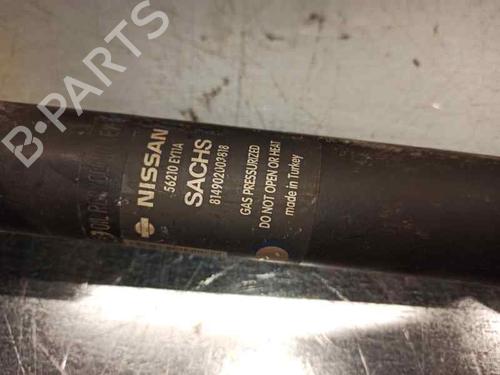 B-PARTS
NISSAN
56210 EY11A
SACHS
814902003818
GAS PRESSURIZED
DO NOT OPEN OR HEAT
made in Turkey